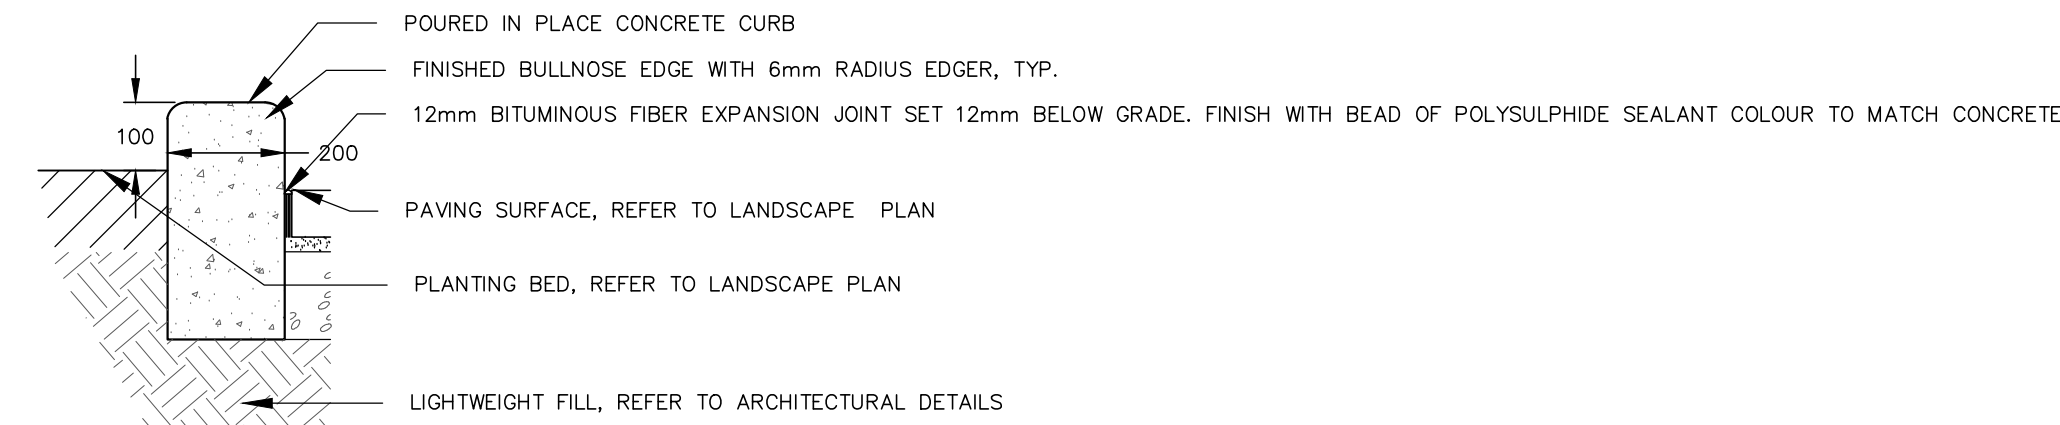 POURED IN PLACE CONCRETE CURB
FINISHED BULLNOSE EDGE WITH 6mm RADIUS EDGER, TYP.
12mm BITUMINOUS FIBER EXPANSION JOINT SET 12mm BELOW GRADE. FINISH WITH BEAD OF POLYSULPHIDE SEALANT COLOUR TO MATCH CONCRETE
100
200
PAVING SURFACE, REFER TO LANDSCAPE PLAN
PLANTING BED, REFER TO LANDSCAPE PLAN
LIGHTWEIGHT FILL, REFER TO ARCHITECTURAL DETAILS